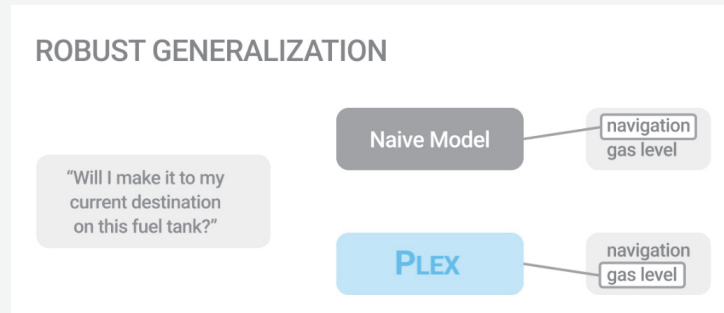 ROBUST GENERALIZATION
"Will I make it to my
current destination
on this fuel tank?"
Naive Model
navigation
gas level
PLEX
navigation
gas level